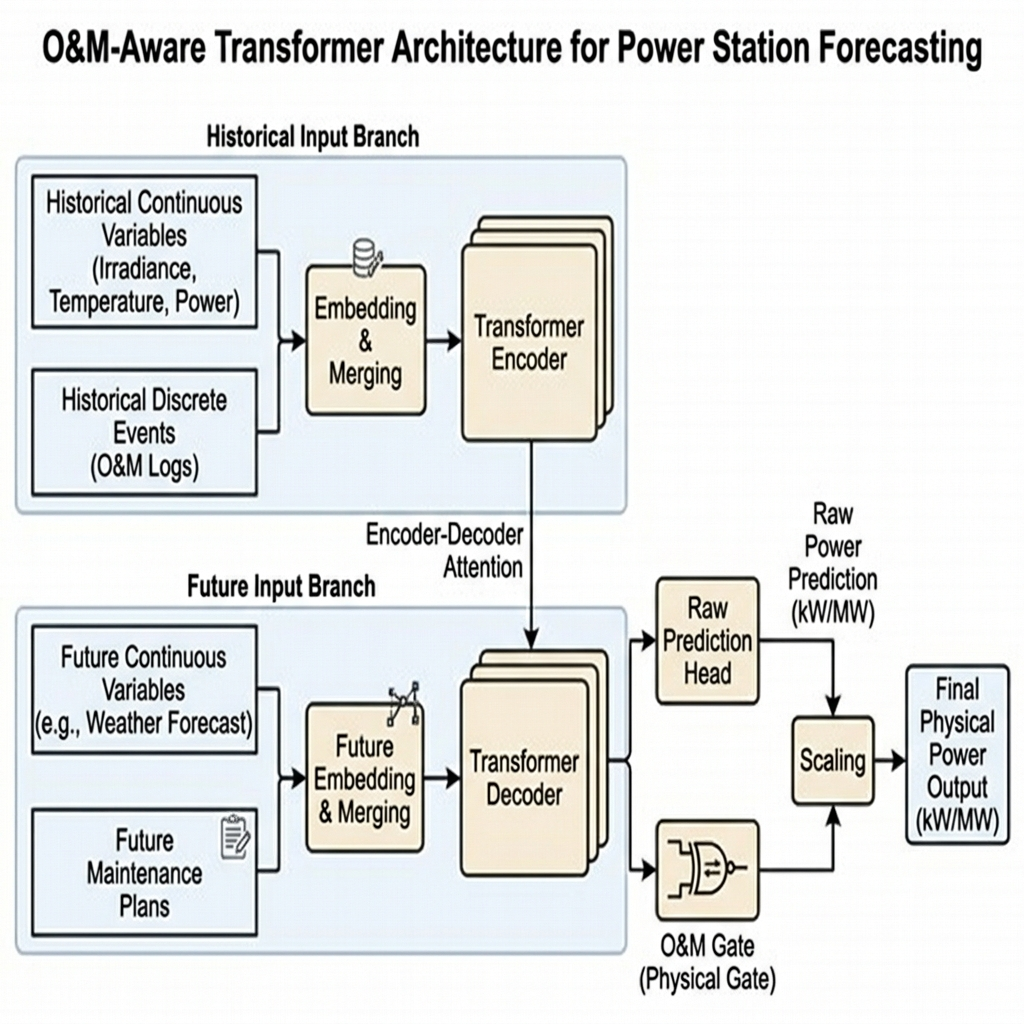 O&M-Aware Transformer Architecture for Power Station Forecasting
Historical Input Branch
Historical Continuous
Variables
(Irradiance,
Temperature, Power)
Historical Discrete
Events
(O&M Logs)
Embedding
&
Merging
Transformer
Encoder
Encoder-Decoder
Attention
Future Input Branch
Future Continuous
Variables
(e.g., Weather Forecast)
Future
Maintenance
Plans
Future
Embedding
& Merging
Transformer
Decoder
Raw
Prediction
Head
Raw
Power
Prediction
(kW/MW)
O&M Gate
(Physical Gate)
Scaling
Final
Physical
Power
Output
(kW/MW)